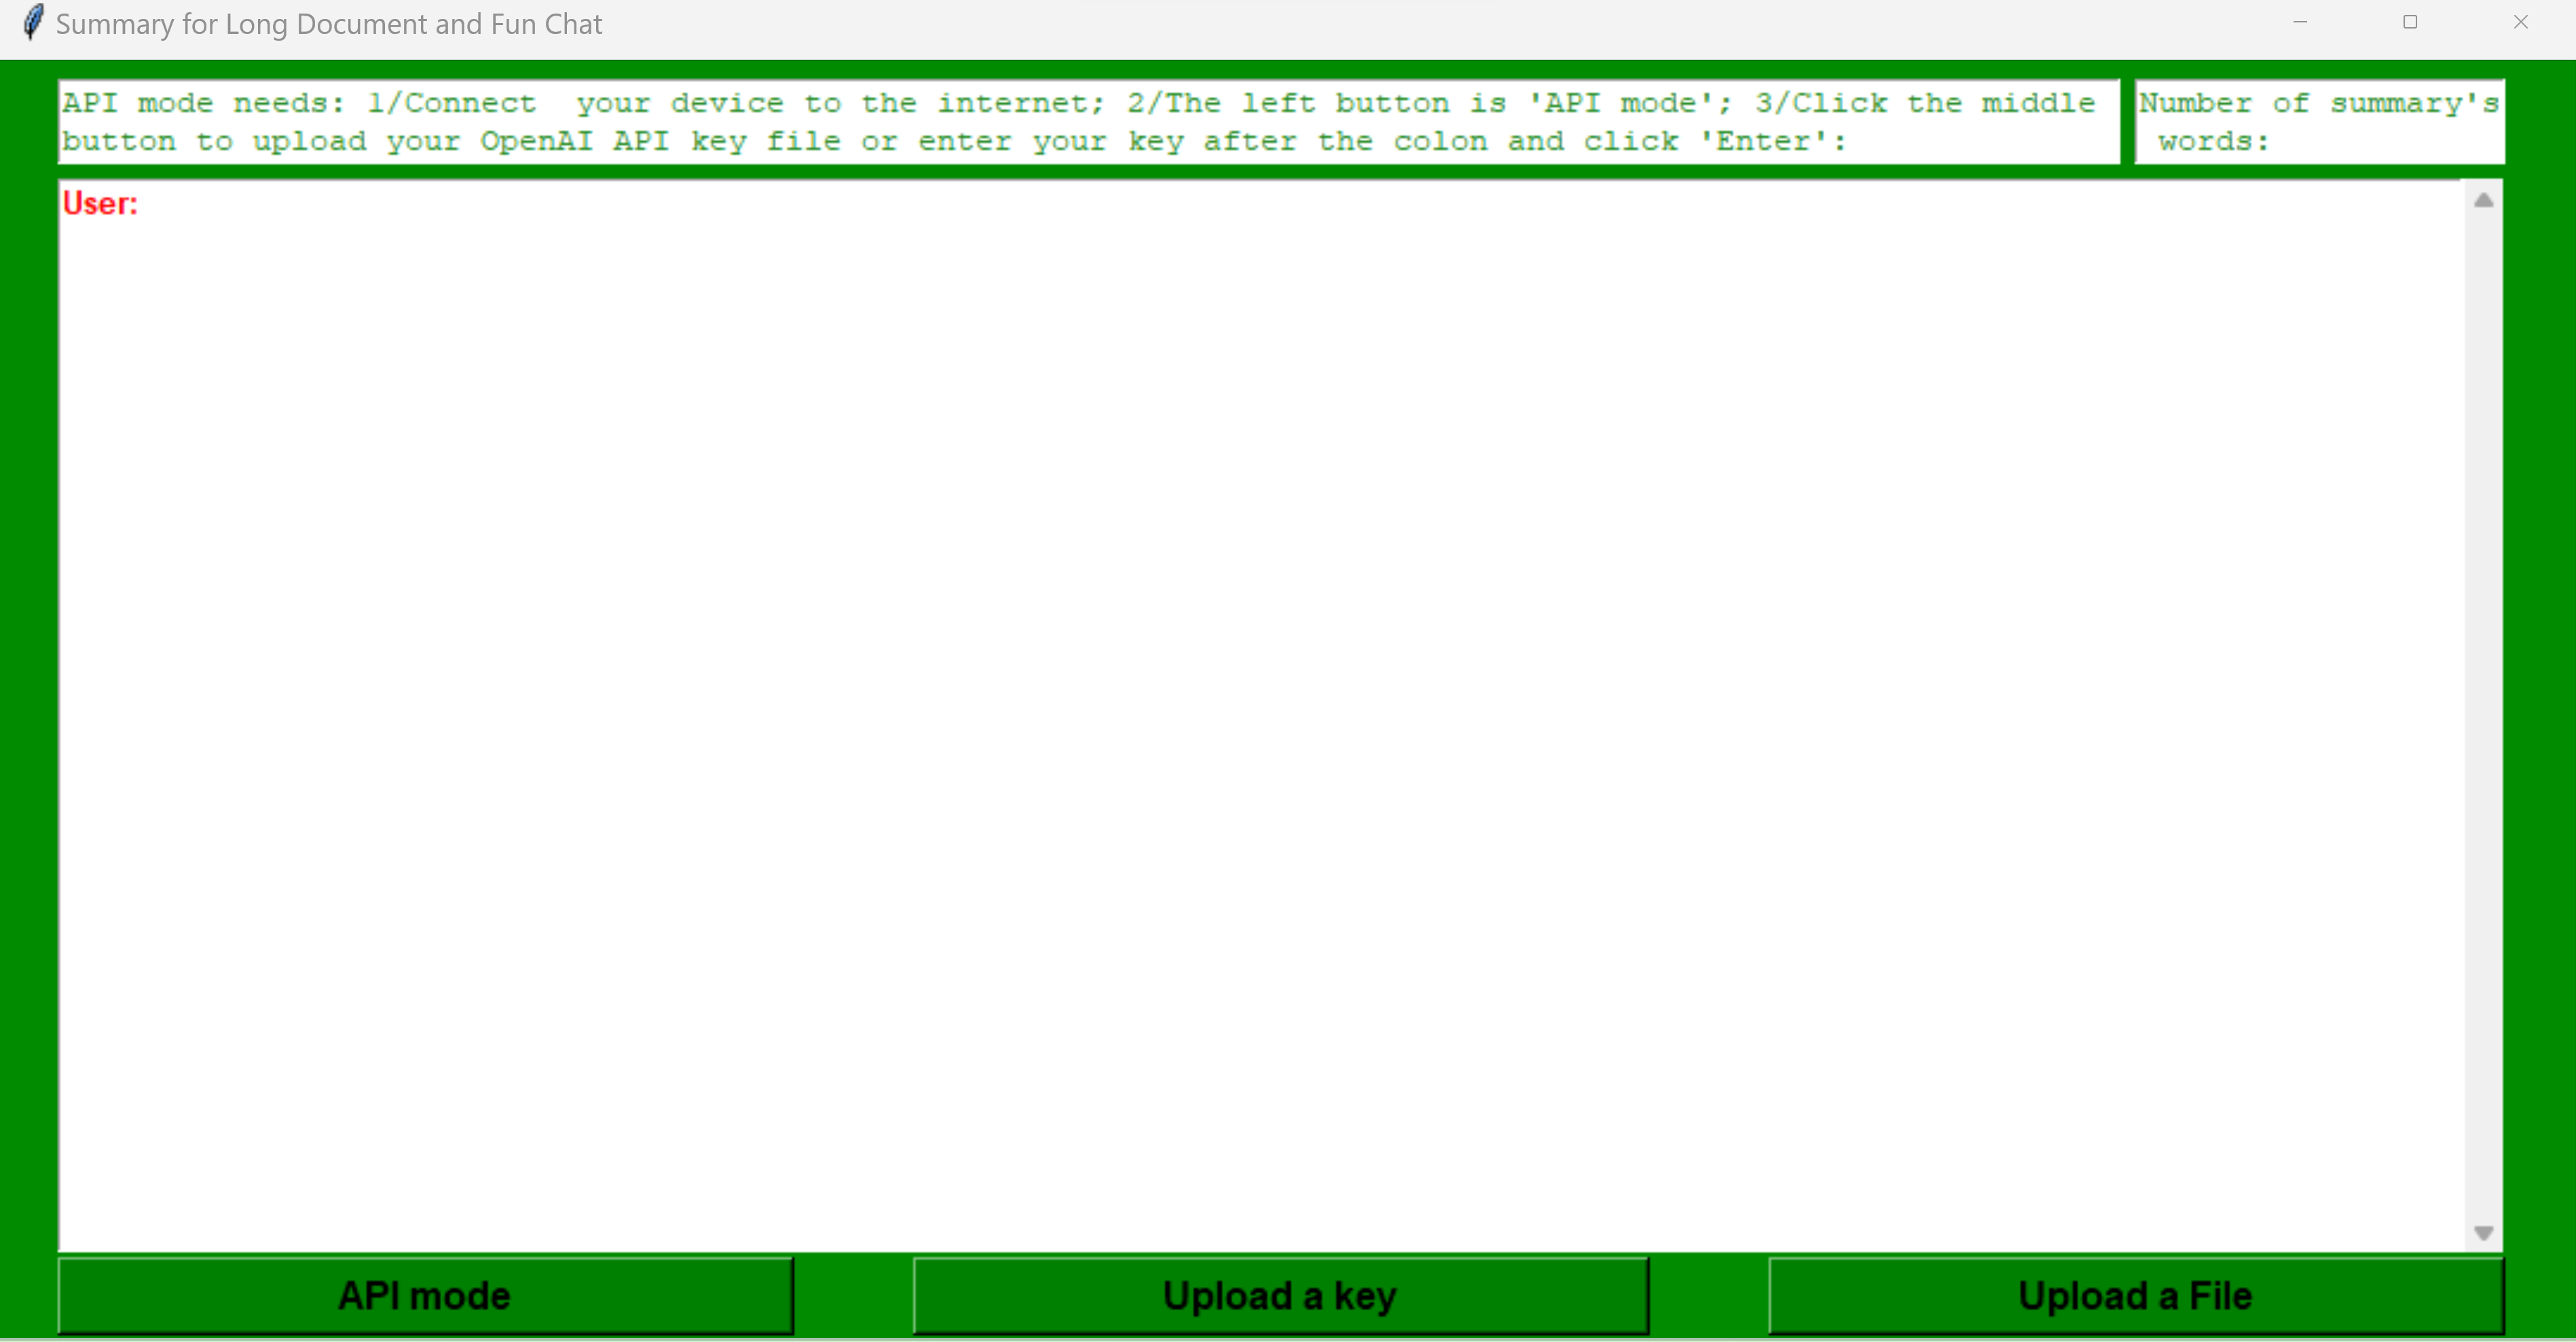 Summary for Long Document and Fun Chat
API mode needs: 1/Connect  your device to the internet; 2/The left button is 'API mode'; 3/Click the middle
button to upload your OpenAI API key file or enter your key after the colon and click 'Enter':
Number of summary's
words:
User:
API mode
Upload a key
Upload a File